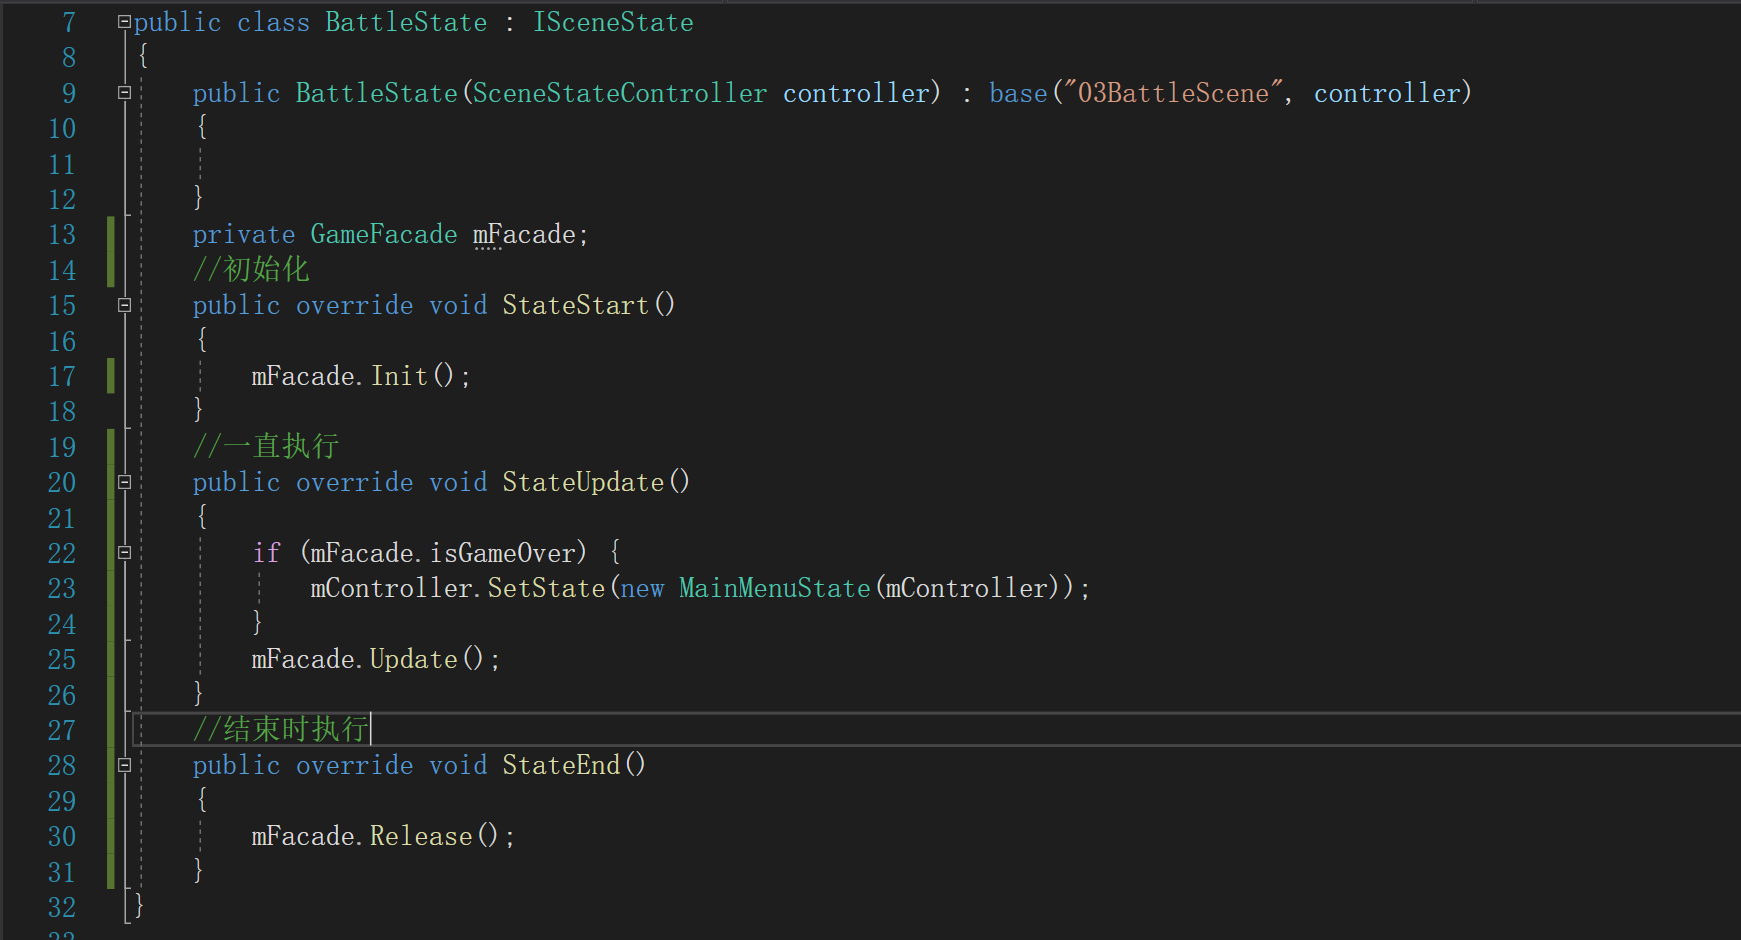 7 public class BattleState : ISceneState
8 {
9 public BattleState(SceneStateController controller) : base("03BattleScene", controller)
10 {
11
12 }
13 private GameFacade mFacade;
14 //初始化
15 public override void StateStart()
16 {
17 mFacade.Init();
18 }
19 //一直执行
20 public override void StateUpdate()
21 {
22 if (mFacade.isGameOver) {
23 mController.SetState(new MainMenuState(mController));
24 }
25 mFacade.Update();
26 }
27 //结束时执行
28 public override void StateEnd()
29 {
30 mFacade.Release();
31 }
32 }